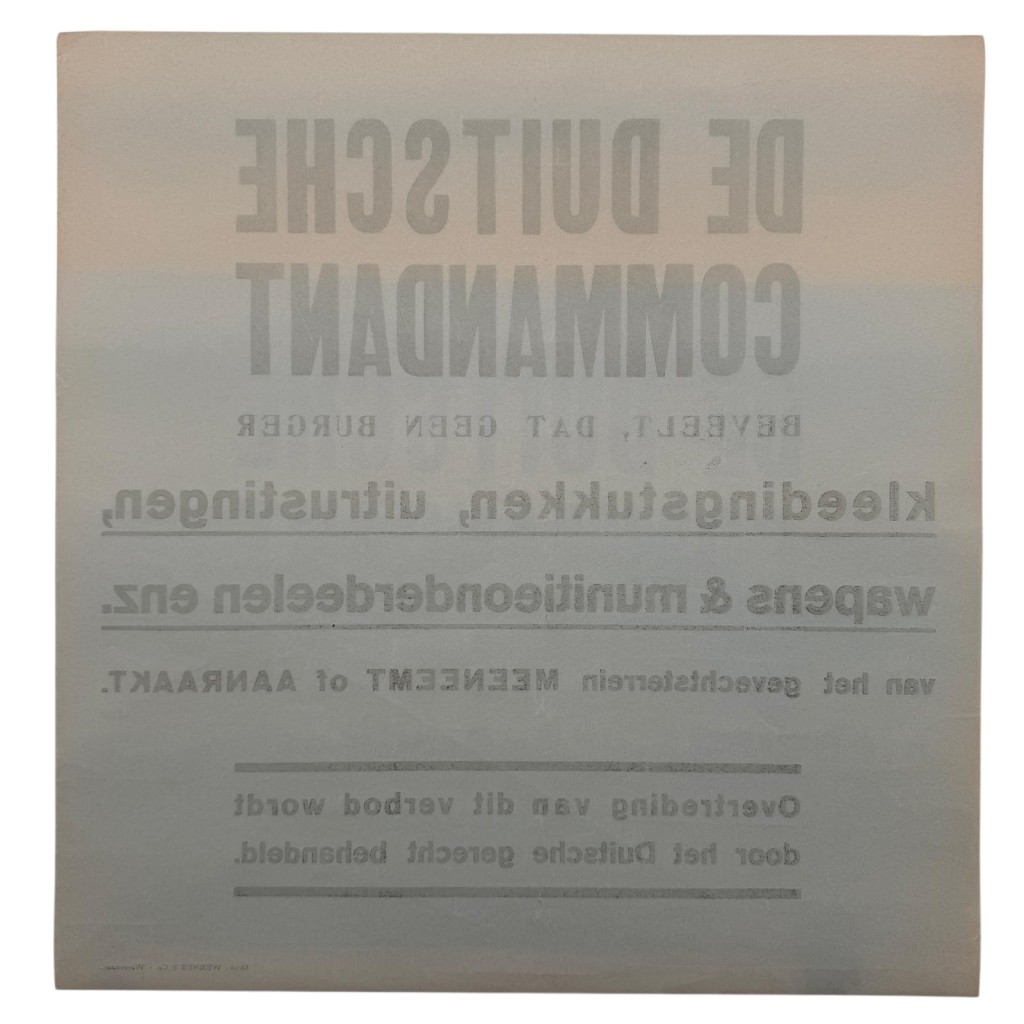 DE DUITSCHE
COMMANDANT
BEVEELT, DAT GEEN BURGER
kleedingstukken, uitrustingen,
wapens & munitieonderdeelen enz.
van het gevechtsterrein MEENEEMT of AANRAAKT.
Overtreding van dit verbod wordt
door het Duitsche gerecht behandeld.